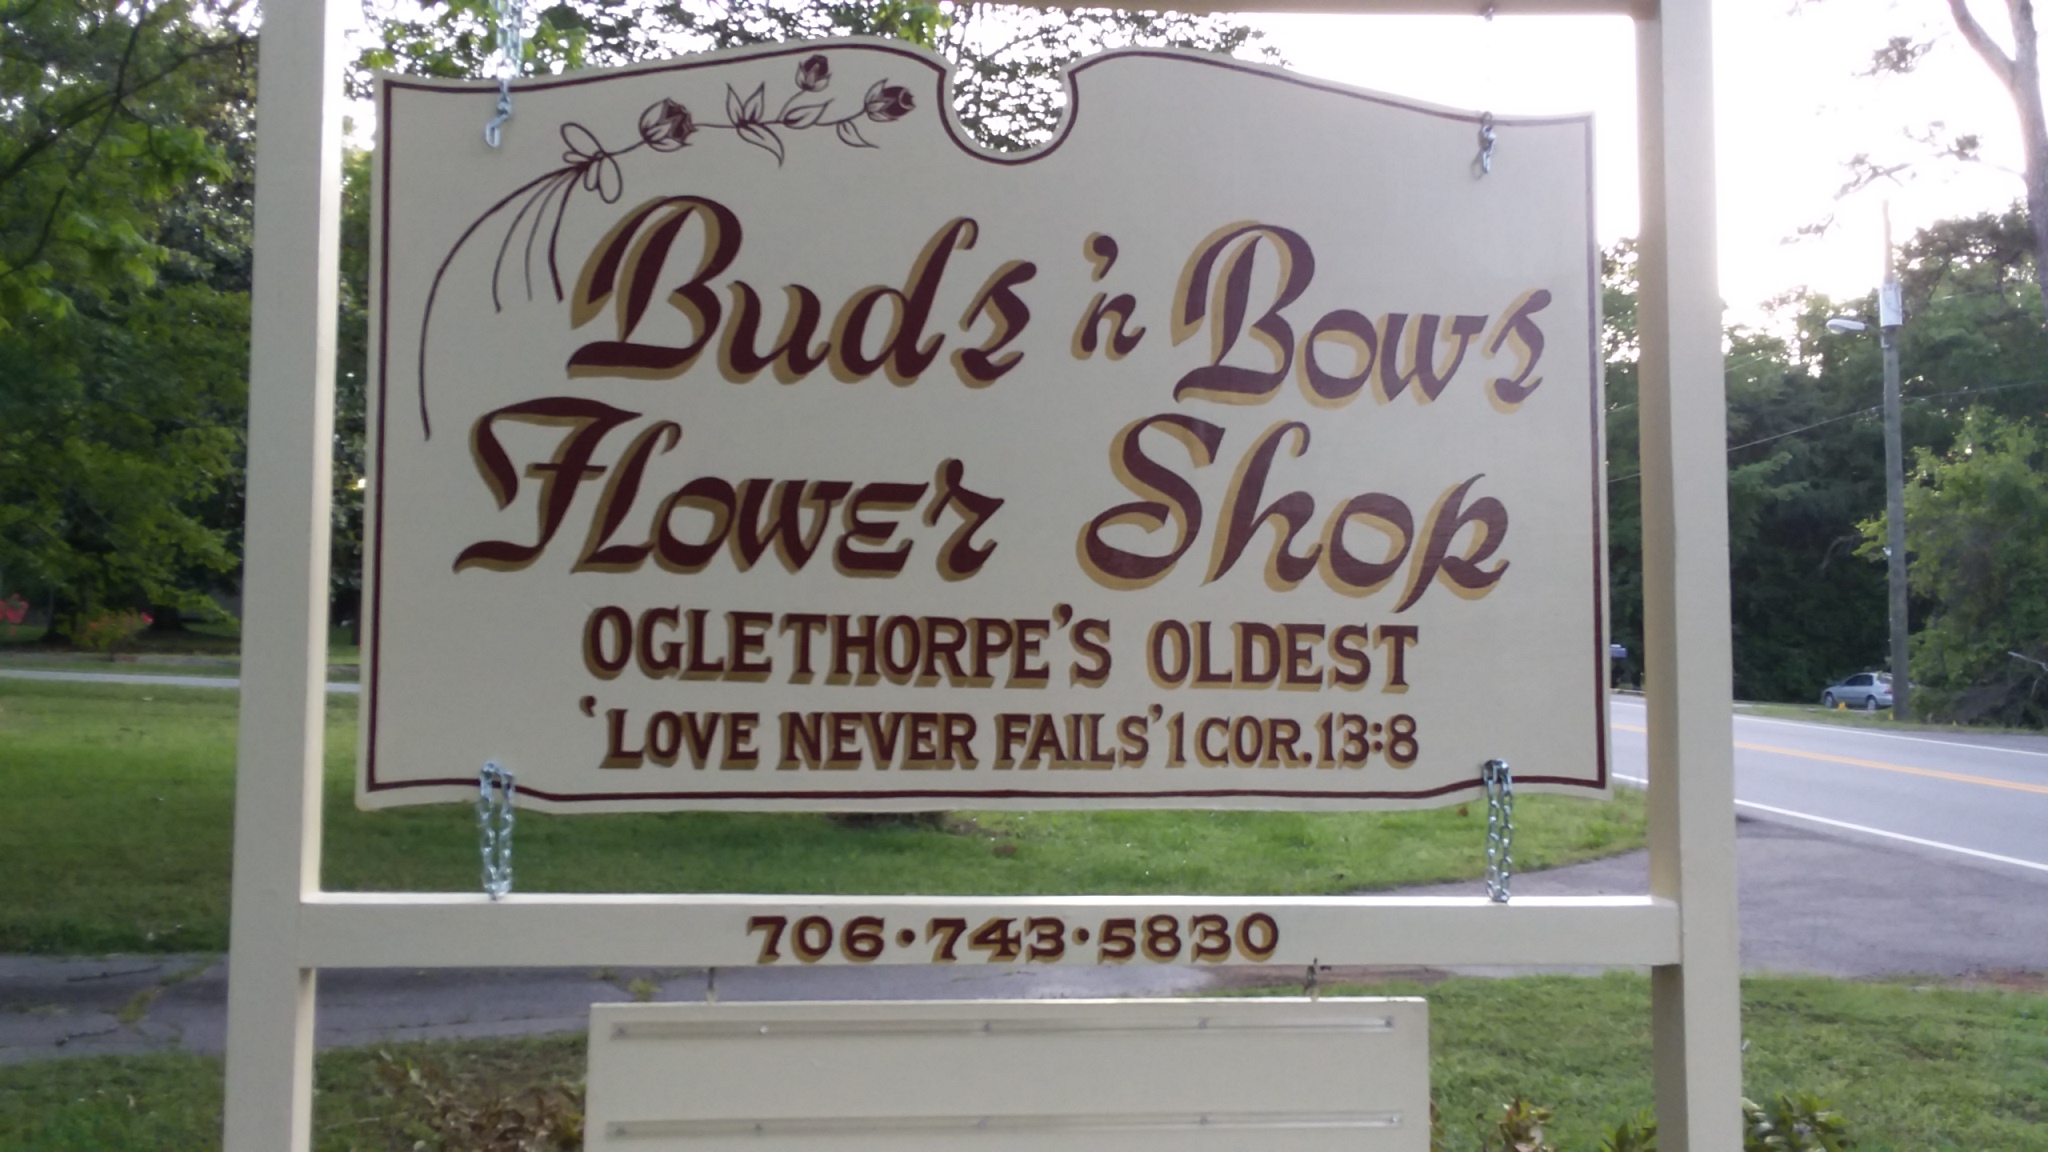 Buds 'n Bows
Flower Shop
OGLETHORPE'S OLDEST
'LOVE NEVER FAILS' 1 COR. 13:8
706·743·5830